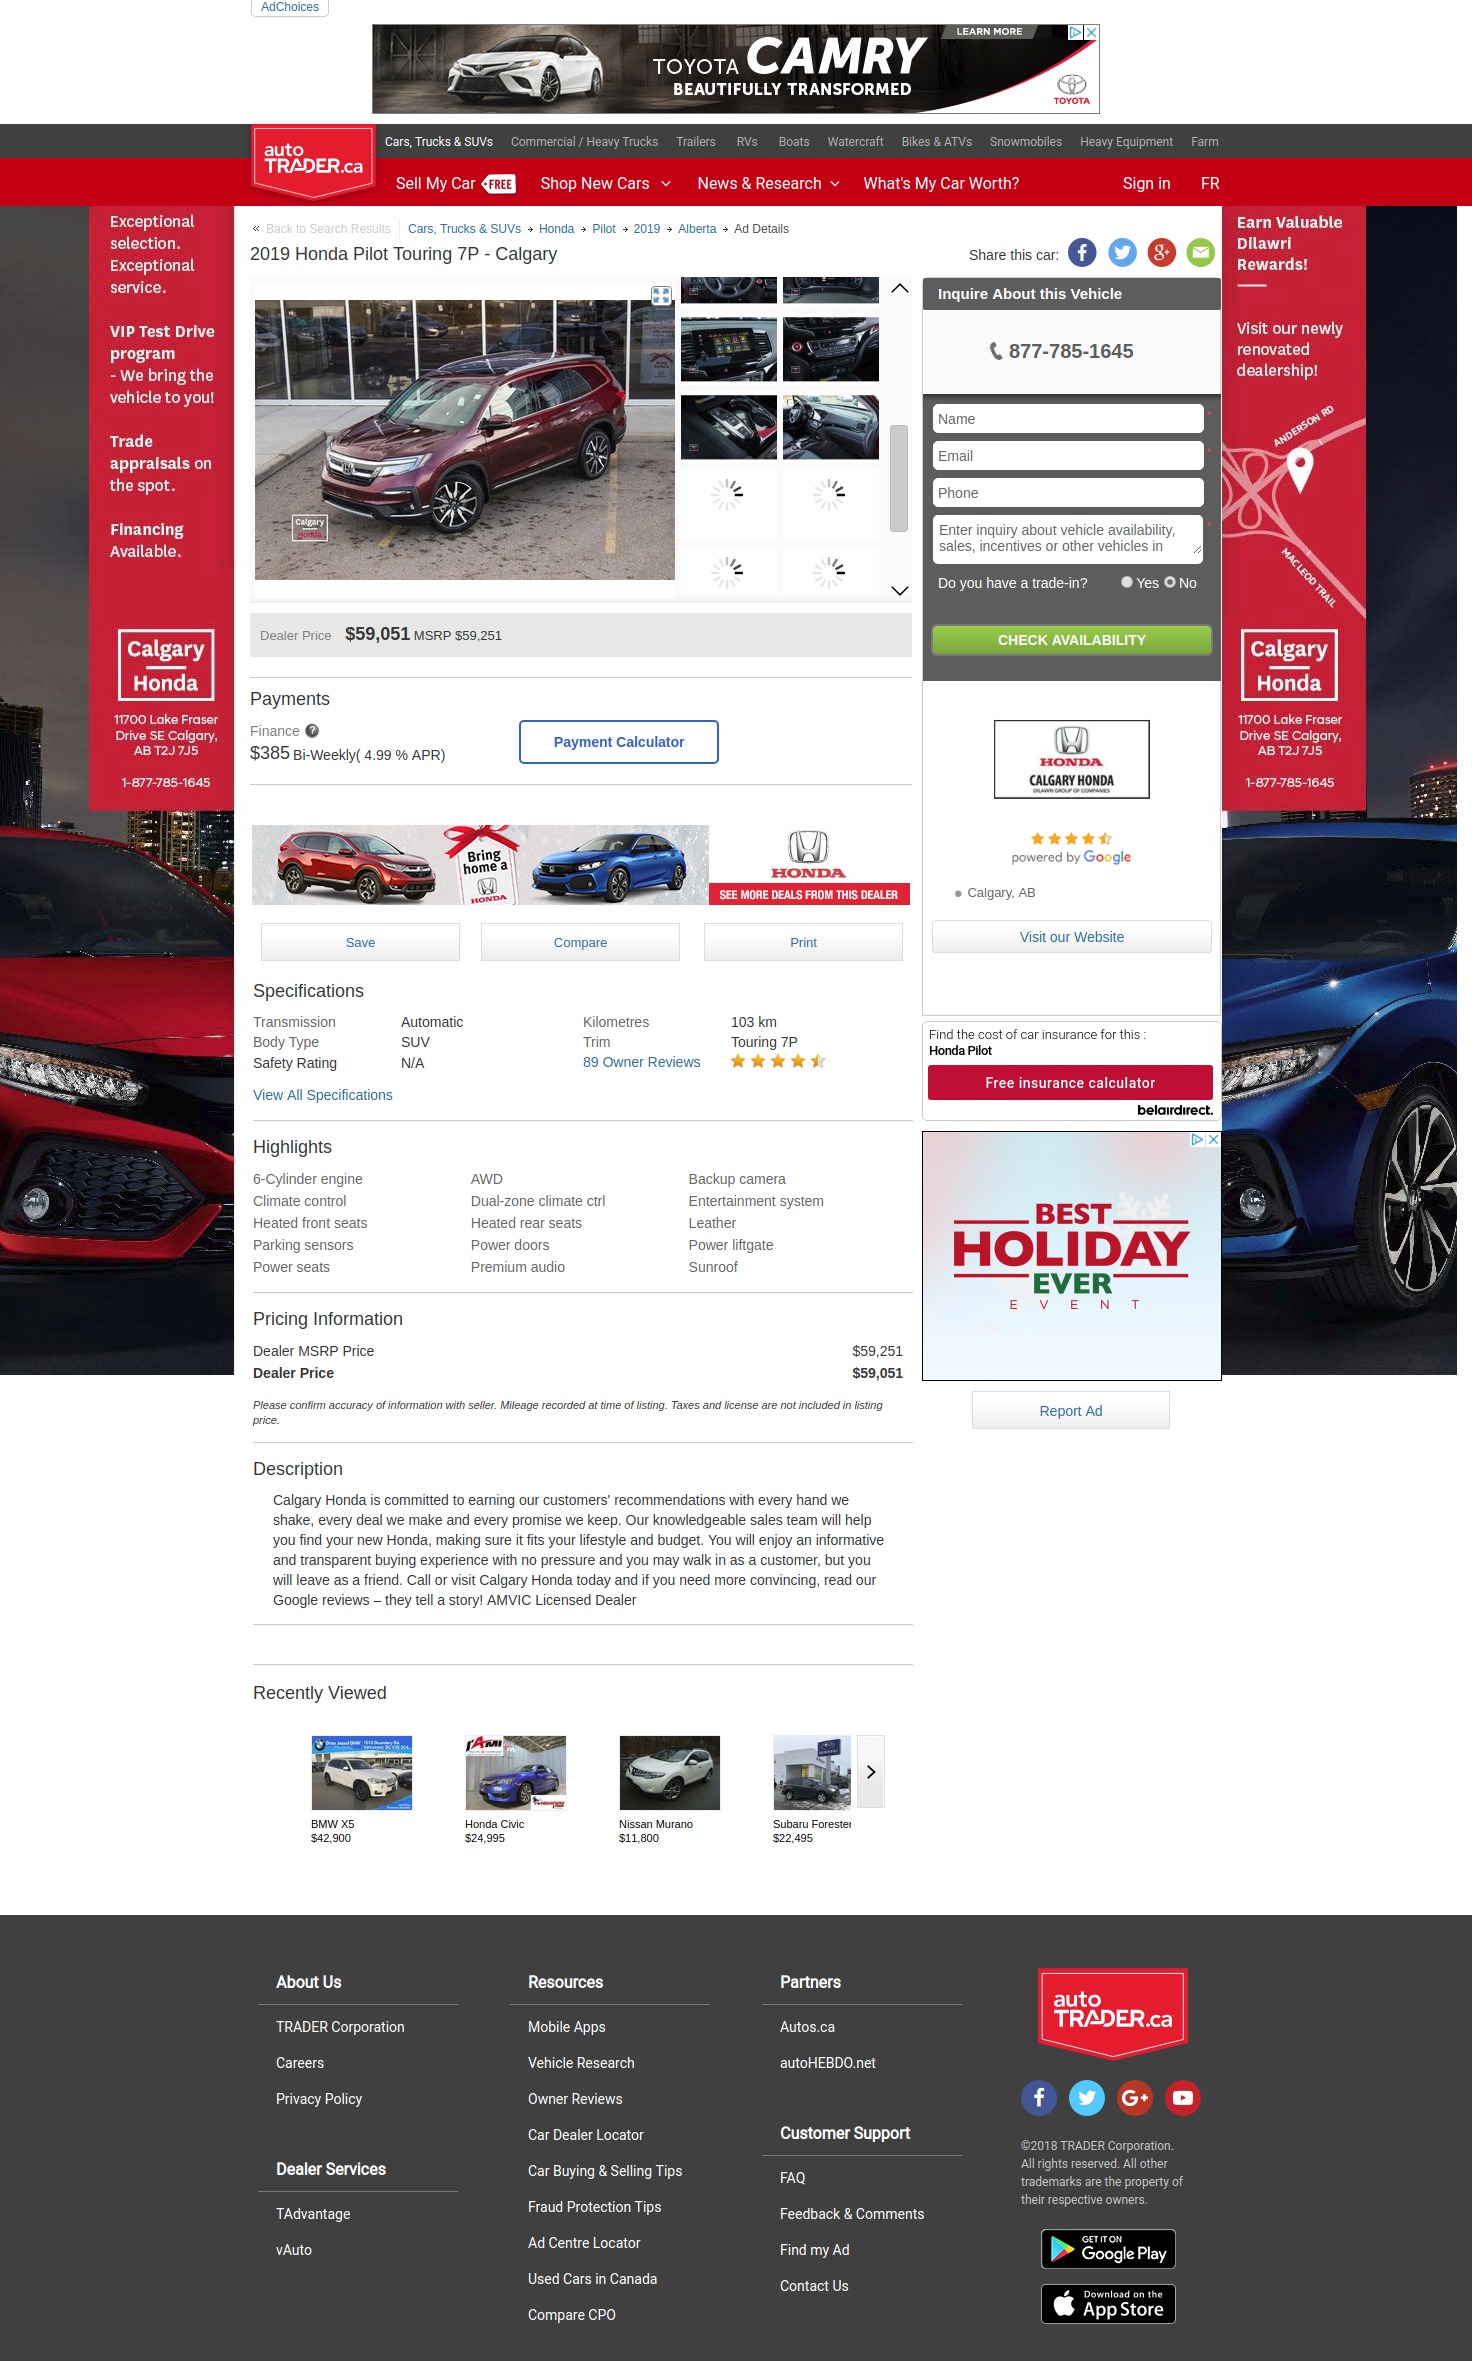 AdChoices
TOYOTA CAMRY
BEAUTIFULLY TRANSFORMED
LEARN MORE
TOYOTA
auto
TRADER.ca
Cars, Trucks & SUVs
Commercial / Heavy Trucks
Trailers
RVs
Boats
Watercraft
Bikes & ATVs
Snowmobiles
Heavy Equipment
Farm
Sell My Car FREE
Shop New Cars
News & Research
What's My Car Worth?
Sign in
FR
Exceptional
selection.
Exceptional
service.
VIP Test Drive
program
- We bring the
vehicle to you!
Trade
appraisals on
the spot.
Financing
Available.
Calgary
Honda
11700 Lake Fraser
Drive SE Calgary,
AB T2J 7J5
1-877-785-1645
« Back to Search Results
Cars, Trucks & SUVs
Honda
Pilot
2019
Alberta
Ad Details
2019 Honda Pilot Touring 7P - Calgary
Share this car:
Calgary
Honda
Dealer Price $59,051 MSRP $59,251
Payments
Finance ?
$385 Bi-Weekly( 4.99 % APR)
Payment Calculator
Bring
home a
HONDA
HONDA
SEE MORE DEALS FROM THIS DEALER
Save
Compare
Print
Specifications
Transmission Automatic Kilometres 103 km
Body Type SUV Trim Touring 7P
Safety Rating N/A 89 Owner Reviews
View All Specifications
Highlights
6-Cylinder engine AWD Backup camera
Climate control Dual-zone climate ctrl Entertainment system
Heated front seats Heated rear seats Leather
Parking sensors Power doors Power liftgate
Power seats Premium audio Sunroof
Pricing Information
Dealer MSRP Price $59,251
Dealer Price $59,051
Please confirm accuracy of information with seller. Mileage recorded at time of listing. Taxes and license are not included in listing
price.
Description
Calgary Honda is committed to earning our customers' recommendations with every hand we
shake, every deal we make and every promise we keep. Our knowledgeable sales team will help
you find your new Honda, making sure it fits your lifestyle and budget. You will enjoy an informative
and transparent buying experience with no pressure and you may walk in as a customer, but you
will leave as a friend. Call or visit Calgary Honda today and if you need more convincing, read our
Google reviews – they tell a story! AMVIC Licensed Dealer
Inquire About this Vehicle
877-785-1645
Name
*
Email
*
Phone
Enter inquiry about vehicle availability,
sales, incentives or other vehicles in
*
Do you have a trade-in? Yes No
CHECK AVAILABILITY
HONDA
CALGARY HONDA
DILAWRI GROUP OF COMPANIES
powered by Google
Calgary, AB
Visit our Website
Find the cost of car insurance for this :
Honda Pilot
Free insurance calculator
belairdirect.
BEST
HOLIDAY
EVER
EVENT
Report Ad
Earn Valuable
Dilawri
Rewards!
Visit our newly
renovated
dealership!
ANDERSON RD
MACLEOD TRAIL
Calgary
Honda
11700 Lake Fraser
Drive SE Calgary,
AB T2J 7J5
1-877-785-1645
Recently Viewed
Brian Jessel BMW
J'AMI
BMW X5
$42,900
Honda Civic
$24,995
Nissan Murano
$11,800
Subaru Forester
$22,495
About Us
TRADER Corporation
Careers
Privacy Policy
Dealer Services
TAdvantage
vAuto
Resources
Mobile Apps
Vehicle Research
Owner Reviews
Car Dealer Locator
Car Buying & Selling Tips
Fraud Protection Tips
Ad Centre Locator
Used Cars in Canada
Compare CPO
Partners
Autos.ca
autoHEBDO.net
Customer Support
FAQ
Feedback & Comments
Find my Ad
Contact Us
auto
TRADER.ca
©2018 TRADER Corporation.
All rights reserved. All other
trademarks are the property of
their respective owners.
GET IT ON
Google Play
Download on the
App Store